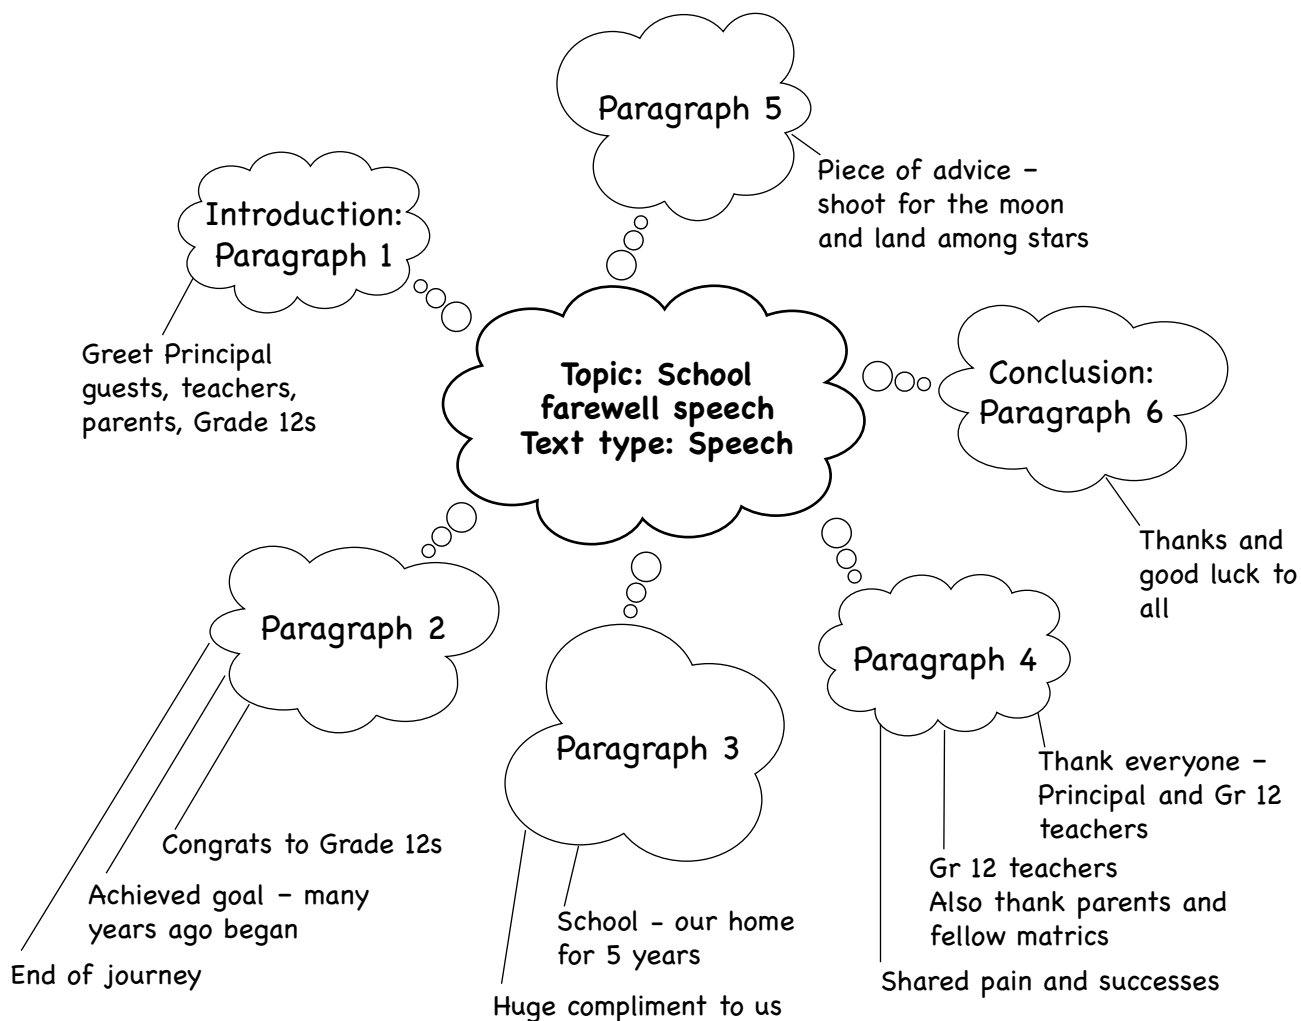 Paragraph 5
Piece of advice –
shoot for the moon
and land among stars
Introduction:
Paragraph 1
Greet Principal
guests, teachers,
parents, Grade 12s
Topic: School
farewell speech
Text type: Speech
Conclusion:
Paragraph 6
Thanks and
good luck to
all
Paragraph 2
Congrats to Grade 12s
Achieved goal – many
years ago began
End of journey
Paragraph 3
School – our home
for 5 years
Huge compliment to us
Paragraph 4
Thank everyone –
Principal and Gr 12
teachers
Gr 12 teachers
Also thank parents and
fellow matrics
Shared pain and successes